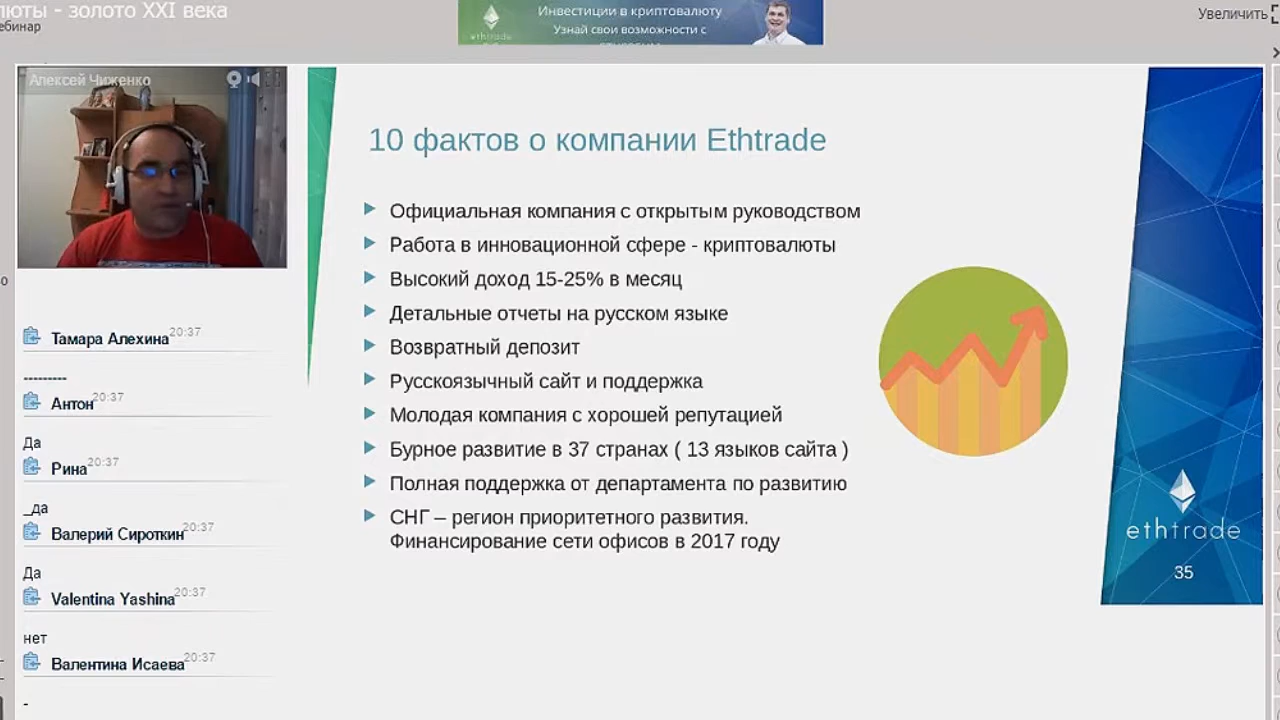 люты - золото XXI века
ебинар
Инвестиции в криптовалюту
Узнай свои возможности с
ethtrade
Увеличить
Алексей Чиженко
10 фактов о компании Ethtrade
Официальная компания с открытым руководством
Работа в инновационной сфере - криптовалюты
Высокий доход 15-25% в месяц
Детальные отчеты на русском языке
Возвратный депозит
Русскоязычный сайт и поддержка
Молодая компания с хорошей репутацией
Бурное развитие в 37 странах ( 13 языков сайта )
Полная поддержка от департамента по развитию
СНГ – регион приоритетного развития.
Финансирование сети офисов в 2017 году
ethtrade
35
Тамара Алехина 20:37
---------
Антон 20:37
Да
Рина 20:37
_да
Валерий Сироткин 20:37
Да
Valentina Yashina 20:37
нет
Валентина Исаева 20:37
-